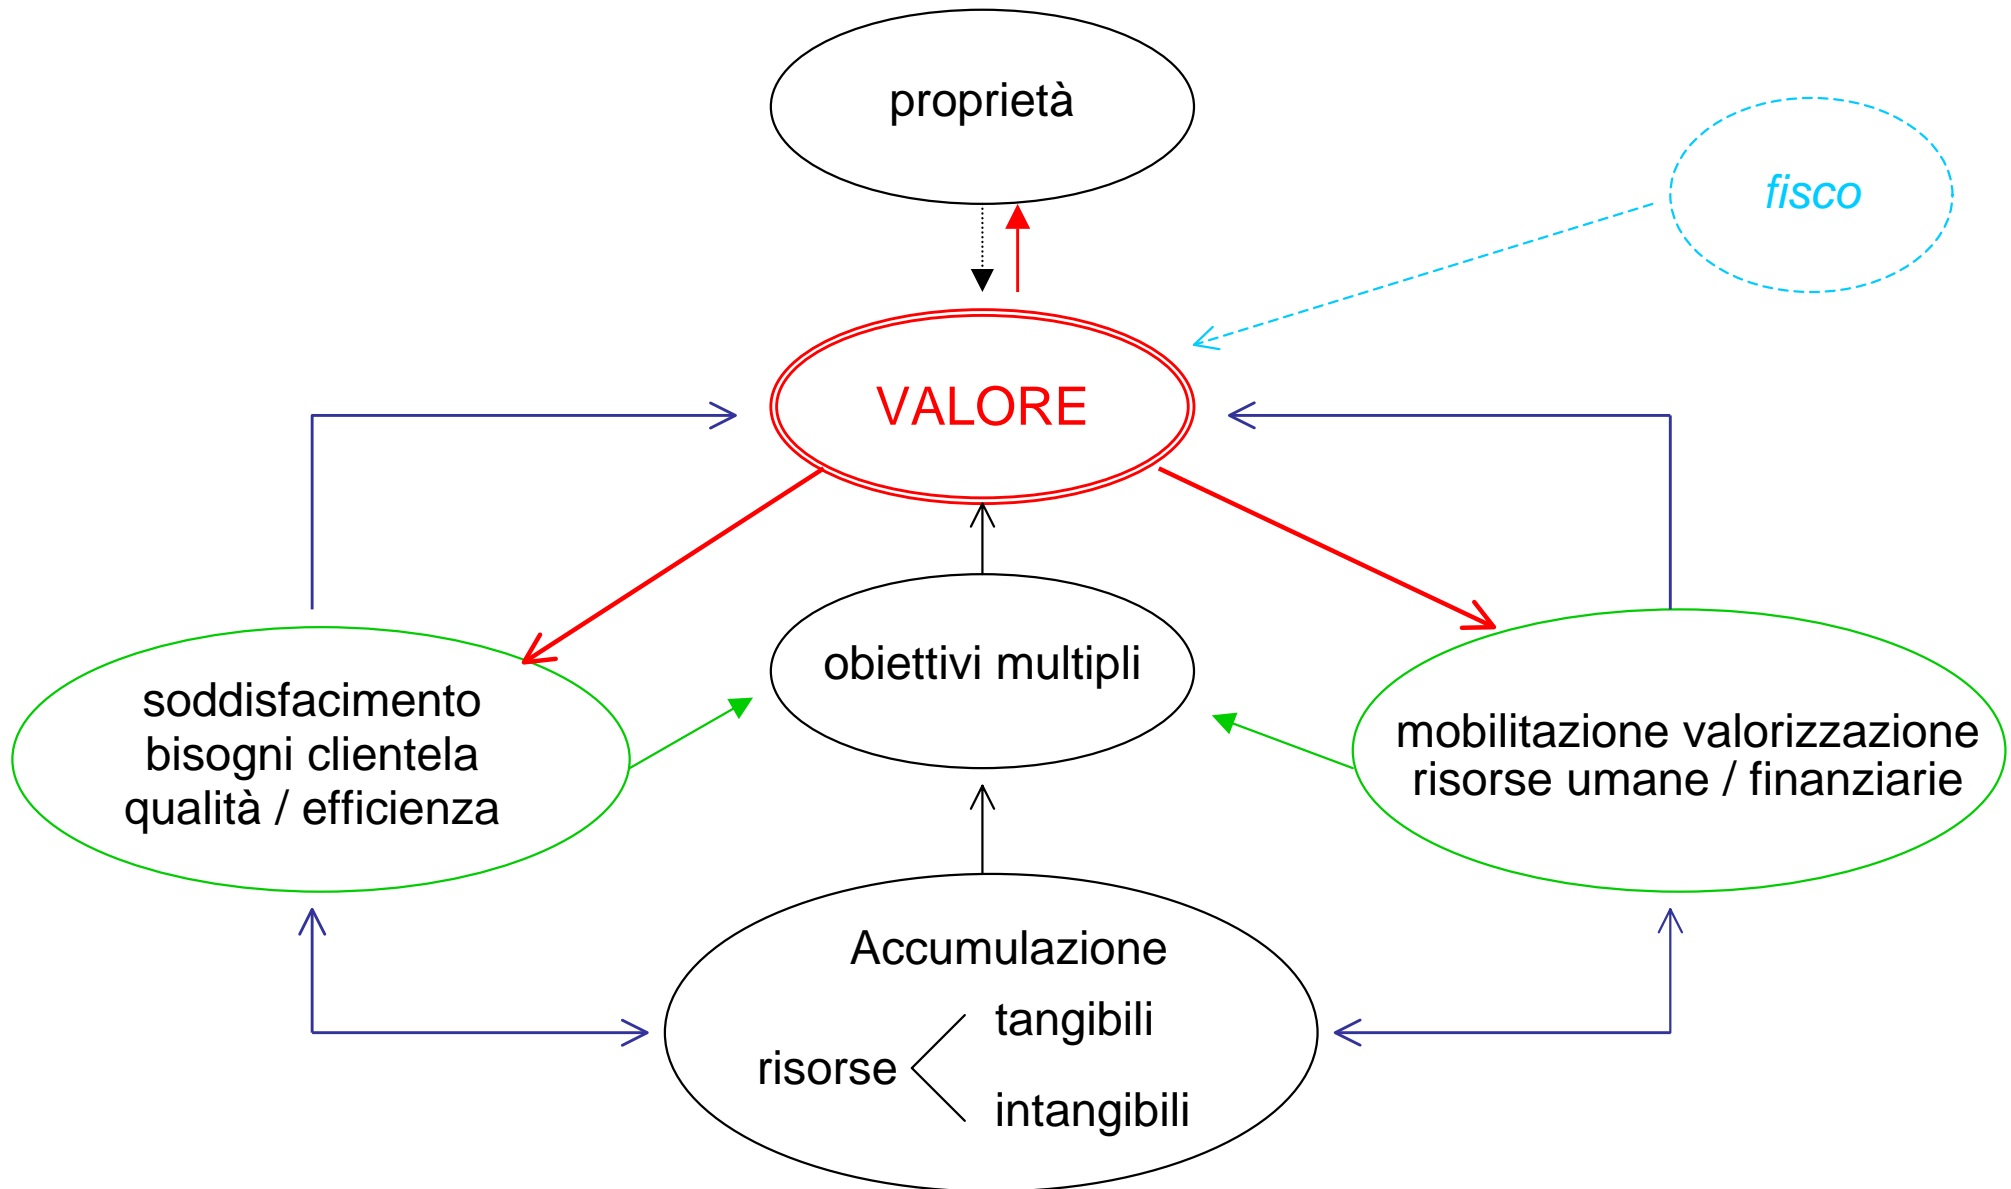 proprietà
fisco
VALORE
obiettivi multipli
soddisfacimento
bisogni clientela
qualità / efficienza
mobilitazione valorizzazione
risorse umane / finanziarie
Accumulazione
tangibili
risorse
intangibili